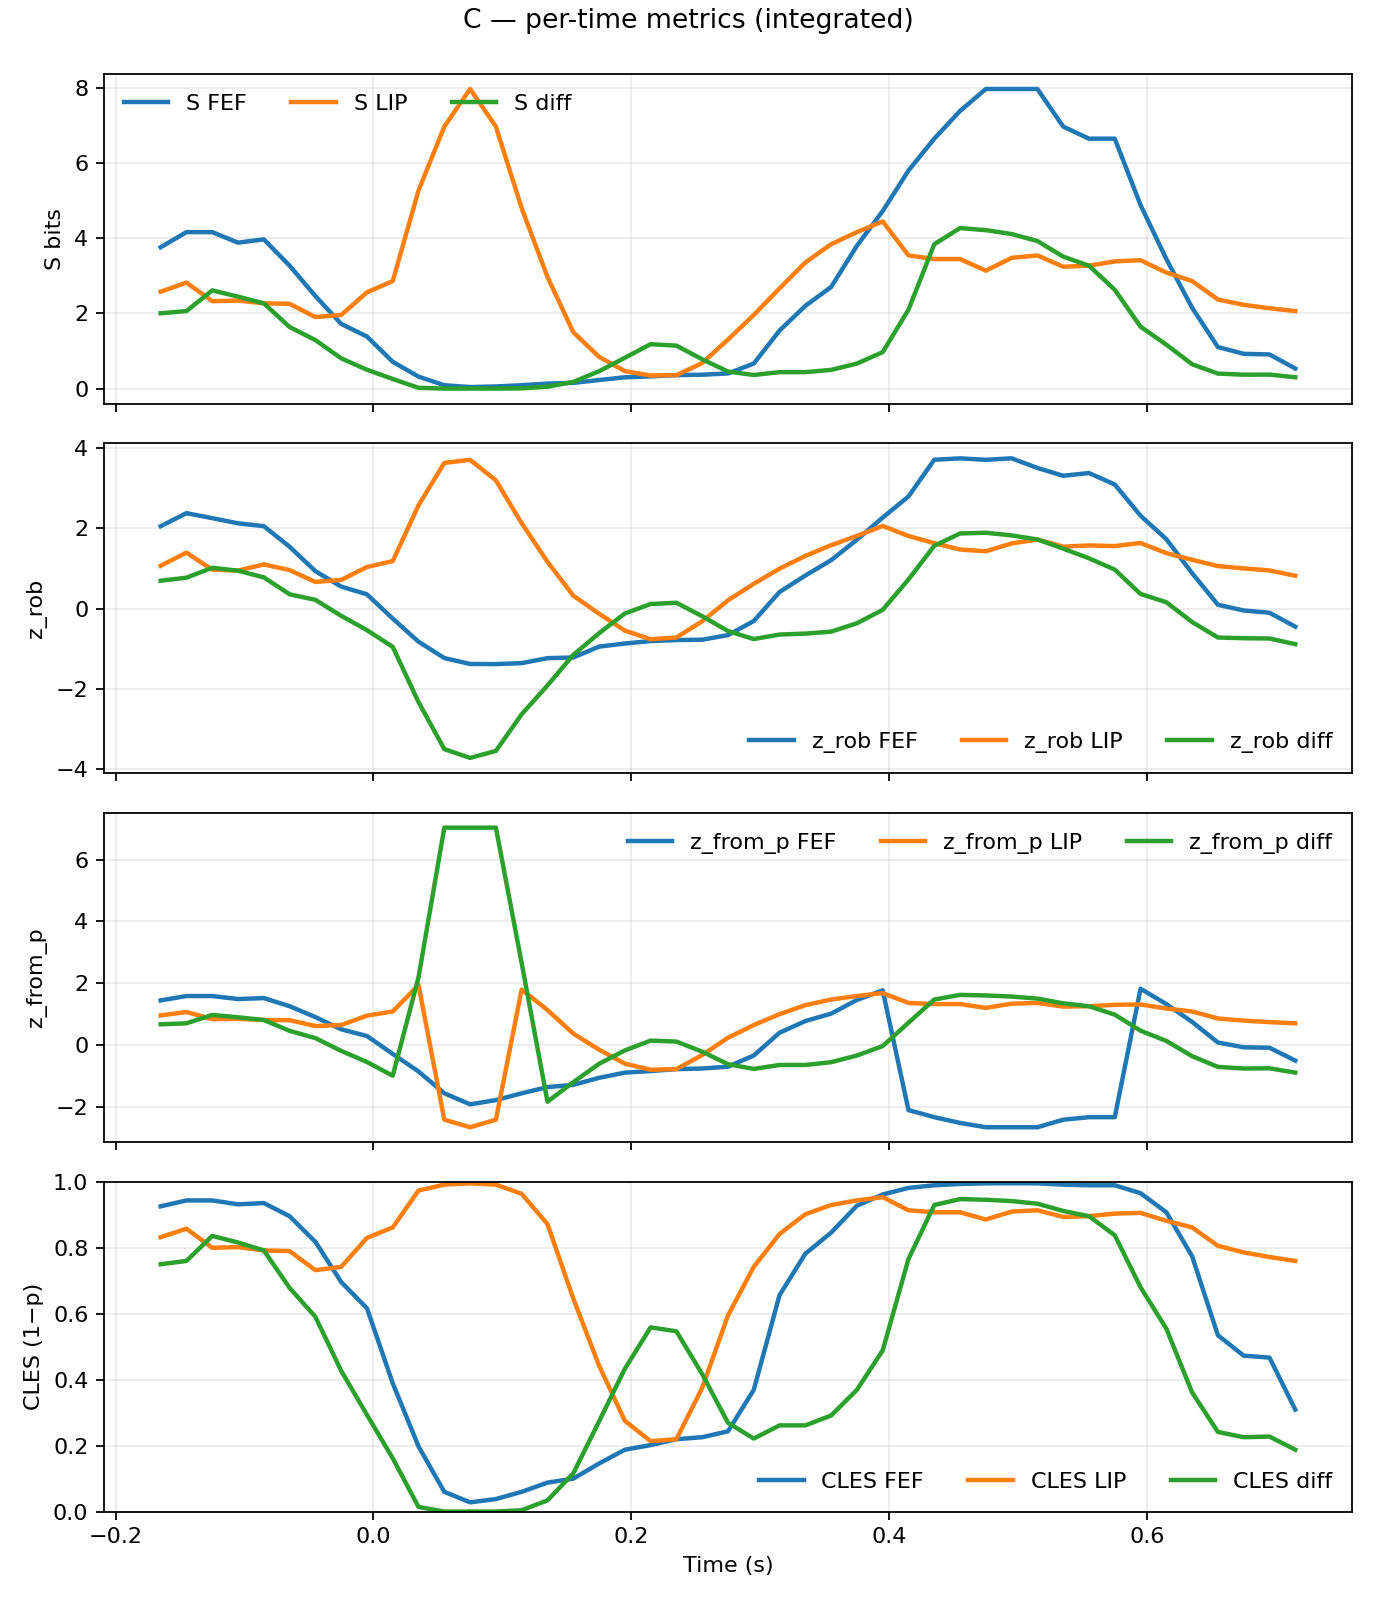 C — per-time metrics (integrated)
8
6
4
2
0
S bits
S FEF
S LIP
S diff
4
2
0
−2
−4
z_rob
z_rob FEF
z_rob LIP
z_rob diff
6
4
2
0
−2
z_from_p
z_from_p FEF
z_from_p LIP
z_from_p diff
1.0
0.8
0.6
0.4
0.2
0.0
CLES (1−p)
CLES FEF
CLES LIP
CLES diff
−0.2
0.0
0.2
0.4
0.6
Time (s)